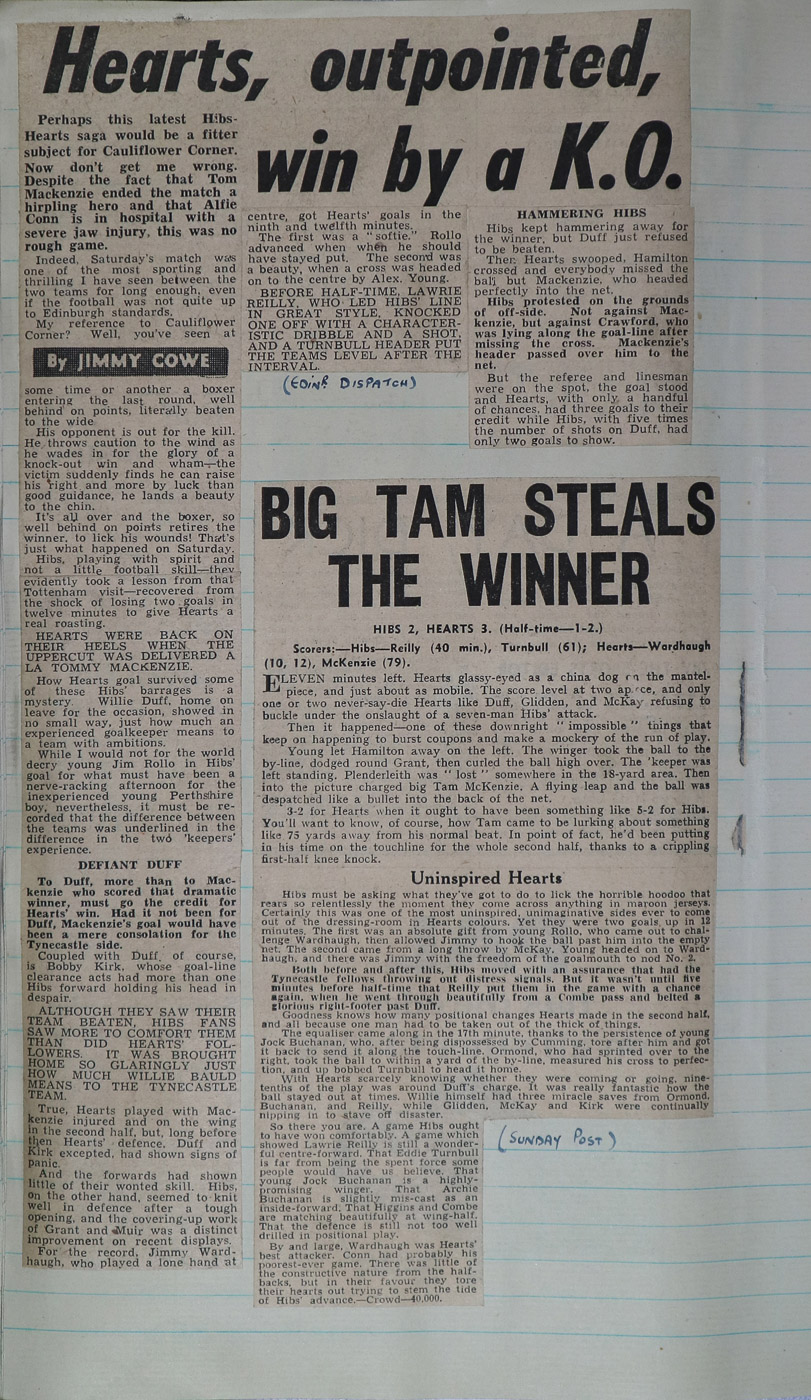 Hearts, outpointed,
win by a K.O.
Perhaps this latest Hibs-
Hearts saga would be a fitter
subject for Cauliflower Corner.
Now don't get me wrong.
Despite the fact that Tom
Mackenzie ended the match a
hirpling hero and that Alfie
Conn is in hospital with a
severe jaw injury, this was no
rough game.
Indeed, Saturday's match was
one of the most sporting and
thrilling I have seen between the
two teams for long enough, even
if the football was not quite up
to Edinburgh standards.
My reference to Cauliflower
Corner? Well, you've seen at
By JIMMY COWE
some time or another a boxer
entering the last round, well
behind on points, literally beaten
to the wide
His opponent is out for the kill.
He throws caution to the wind as
he wades in for the glory of a
knock-out win and wham—the
victim suddenly finds he can raise
his right and more by luck than
good guidance, he lands a beauty
to the chin.
It's all over and the boxer, so
well behind on points retires the
winner, to lick his wounds! That's
just what happened on Saturday.
Hibs, playing with spirit and
not a little football skill—they
evidently took a lesson from that
Tottenham visit—recovered from
the shock of losing two goals in
twelve minutes to give Hearts a
real roasting.
HEARTS WERE BACK ON
THEIR HEELS WHEN THE
UPPERCUT WAS DELIVERED A
LA TOMMY MACKENZIE.
How Hearts goal survived some
of these Hibs' barrages is a
mystery. Willie Duff, home on
leave for the occasion, showed in
no small way, just how much an
experienced goalkeeper means to
a team with ambitions.
While I would not for the world
decry young Jim Rollo in Hibs'
goal for what must have been a
nerve-racking afternoon for the
inexperienced young Perthshire
boy, nevertheless, it must be re-
corded that the difference between
the teams was underlined in the
difference in the two 'keepers'
experience.
DEFIANT DUFF
To Duff, more than to Mac-
kenzie who scored that dramatic
winner, must go the credit for
Hearts' win. Had it not been for
Duff, Mackenzie's goal would have
been a mere consolation for the
Tynecastle side.
Coupled with Duff, of course,
is Bobby Kirk, whose goal-line
clearance acts had more than one
Hibs forward holding his head in
despair.
ALTHOUGH THEY SAW THEIR
TEAM BEATEN, HIBS FANS
SAW MORE TO COMFORT THEM
THAN DID HEARTS' FOL-
LOWERS. IT WAS BROUGHT
HOME SO GLARINGLY JUST
HOW MUCH WILLIE BAULD
MEANS TO THE TYNECASTLE
TEAM.
True, Hearts played with Mac-
kenzie injured and on the wing
in the second half, but, long before
then Hearts' defence, Duff and
Kirk excepted, had shown signs of
panic.
And the forwards had shown
little of their wonted skill. Hibs,
on the other hand, seemed to knit
well in defence after a tough
opening, and the covering-up work
of Grant and Muir was a distinct
improvement on recent displays.
For the record, Jimmy Ward-
haugh, who played a lone hand at
centre, got Hearts' goals in the
ninth and twelfth minutes.
The first was a "softie." Rollo
advanced when when he should
have stayed put. The second was
a beauty, when a cross was headed
on to the centre by Alex. Young.
BEFORE HALF-TIME, LAWRIE
REILLY, WHO LED HIBS' LINE
IN GREAT STYLE, KNOCKED
ONE OFF WITH A CHARACTER-
ISTIC DRIBBLE AND A SHOT,
AND A TURNBULL HEADER PUT
THE TEAMS LEVEL AFTER THE
INTERVAL.
(EDINR DISPATCH)
HAMMERING HIBS
Hibs kept hammering away for
the winner, but Duff just refused
to be beaten.
Then Hearts swooped, Hamilton
crossed and everybody missed the
ball but Mackenzie, who headed
perfectly into the net.
Hibs protested on the grounds
of off-side. Not against Mac-
kenzie, but against Crawford, who
was lying along the goal-line after
missing the cross. Mackenzie's
header passed over him to the
net.
But the referee and linesman
were on the spot, the goal stood
and Hearts, with only a handful
of chances, had three goals to their
credit while Hibs, with five times
the number of shots on Duff, had
only two goals to show.
BIG TAM STEALS
THE WINNER
HIBS 2, HEARTS 3. (Half-time—1-2.)
Scorers:—Hibs—Reilly (40 min.), Turnbull (61); Hearts—Wardhaugh
(10, 12), McKenzie (79).
ELEVEN minutes left. Hearts glassy-eyed as a china dog on the mantel-
piece, and just about as mobile. The score level at two apiece, and only
one or two never-say-die Hearts like Duff, Glidden, and McKay refusing to
buckle under the onslaught of a seven-man Hibs' attack.
Then it happened—one of these downright "impossible" things that
keep on happening to burst coupons and make a mockery of the run of play.
Young let Hamilton away on the left. The winger took the ball to the
by-line, dodged round Grant, then curled the ball high over. The 'keeper was
left standing. Plenderleith was "lost" somewhere in the 18-yard area. Then
into the picture charged big Tam McKenzie. A flying leap and the ball was
despatched like a bullet into the back of the net.
3-2 for Hearts when it ought to have been something like 5-2 for Hibs.
You'll want to know, of course, how Tam came to be lurking about something
like 75 yards away from his normal beat. In point of fact, he'd been putting
in his time on the touchline for the whole second half, thanks to a crippling
first-half knee knock.
Uninspired Hearts
Hibs must be asking what they've got to do to lick the horrible hoodoo that
rears so relentlessly the moment they come across anything in maroon jerseys.
Certainly this was one of the most uninspired, unimaginative sides ever to come
out of the dressing-room in Hearts colours. Yet they were two goals up in 12
minutes. The first was an absolute gift from young Rollo, who came out to chal-
lenge Wardhaugh, then allowed Jimmy to hook the ball past him into the empty
net. The second came from a long throw by McKay. Young headed on to Ward-
haugh, and there was Jimmy with the freedom of the goalmouth to nod No. 2.
Both before and after this, Hibs moved with an assurance that had the
Tynecastle fellows throwing out distress signals. But it wasn't until five
minutes before half-time that Reilly put them in the game with a chance
again, when he went through beautifully from a Combe pass and belted a
glorious right-footer past Duff.
Goodness knows how many positional changes Hearts made in the second half,
and all because one man had to be taken out of the thick of things.
The equaliser came along in the 17th minute, thanks to the persistence of young
Jock Buchanan, who, after being dispossessed by Cumming, tore after him and got
it back to send it along the touch-line. Ormond, who had sprinted over to the
right, took the ball to within a yard of the by-line, measured his cross to perfec-
tion, and up bobbed Turnbull to head it home.
With Hearts scarcely knowing whether they were coming or going, nine-
tenths of the play was around Duff's charge. It was really fantastic how the
ball stayed out at times. Willie himself had three miracle saves from Ormond,
Buchanan, and Reilly, while Glidden, McKay and Kirk were continually
nipping in to stave off disaster.
So there you are. A game Hibs ought
to have won comfortably. A game which
showed Lawrie Reilly is still a wonder-
ful centre-forward. That Eddie Turnbull
is far from being the spent force some
people would have us believe. That
young Jock Buchanan is a highly-
promising winger. That Archie
Buchanan is slightly mis-cast as an
inside-forward. That Higgins and Combe
are matching beautifully at wing-half.
That the defence is still not too well
drilled in positional play.
By and large, Wardhaugh was Hearts'
best attacker. Conn had probably his
poorest-ever game. There was little of
the constructive nature from the half-
backs, but in their favour they tore
their hearts out trying to stem the tide
of Hibs' advance.—Crowd—40,000.
(SUNDAY POST)